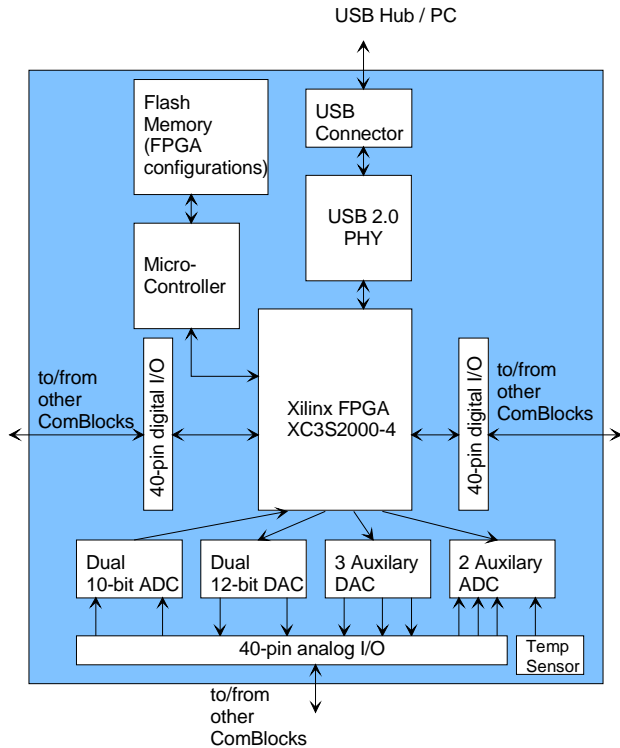 USB Hub / PC
Flash
Memory
(FPGA
configurations)
USB
Connector
USB 2.0
PHY
Micro-
Controller
to/from
other
ComBlocks
40-pin digital I/O
Xilinx FPGA
XC3S2000-4
40-pin digital I/O
to/from
other
ComBlocks
Dual
10-bit ADC
Dual
12-bit DAC
3 Auxilary
DAC
2 Auxilary
ADC
40-pin analog I/O
Temp
Sensor
to/from
other
ComBlocks